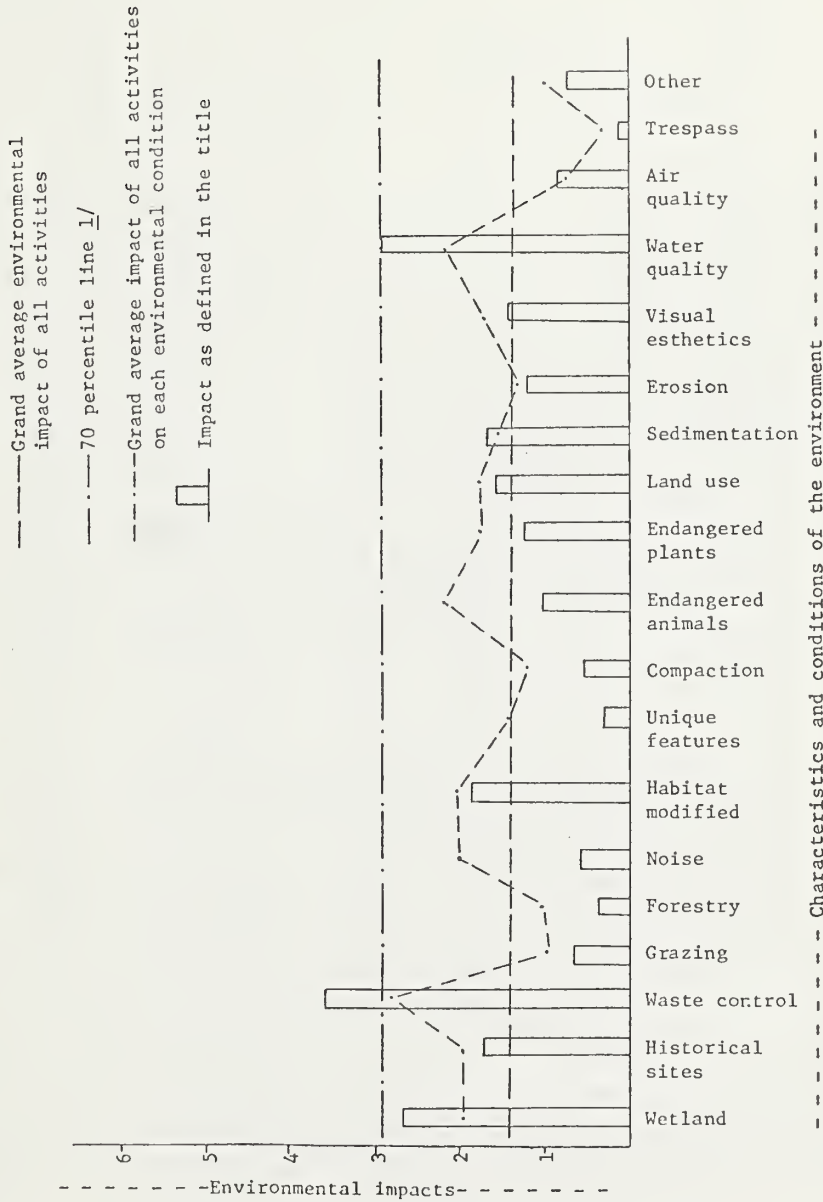 Grand average environmental
impact of all activities
70 percentile line 1/
Grand average impact of all activities
on each environmental condition
Impact as defined in the title
6
5
4
3
2
1
Environmental impacts
Other
Trespass
Air
quality
Water
quality
Visual
esthetics
Erosion
Sedimentation
Land use
Endangered
plants
Endangered
animals
Compaction
Unique
features
Habitat
modified
Noise
Forestry
Grazing
Waste control
Historical
sites
Wetland
Characteristics and conditions of the environment